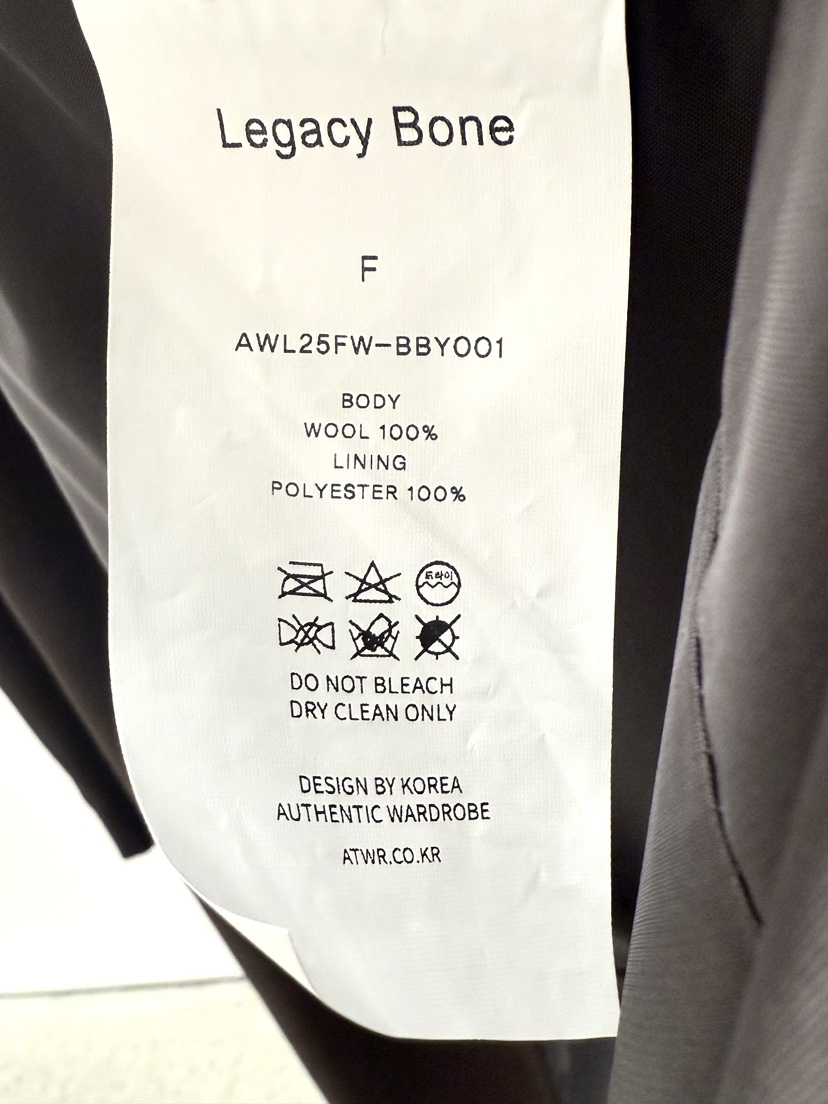 Legacy Bone
F
AWL25FW-BBY001
BODY
WOOL 100%
LINING
POLYESTER 100%
드라이
DO NOT BLEACH
DRY CLEAN ONLY
DESIGN BY KOREA
AUTHENTIC WARDROBE
ATWR.CO.KR